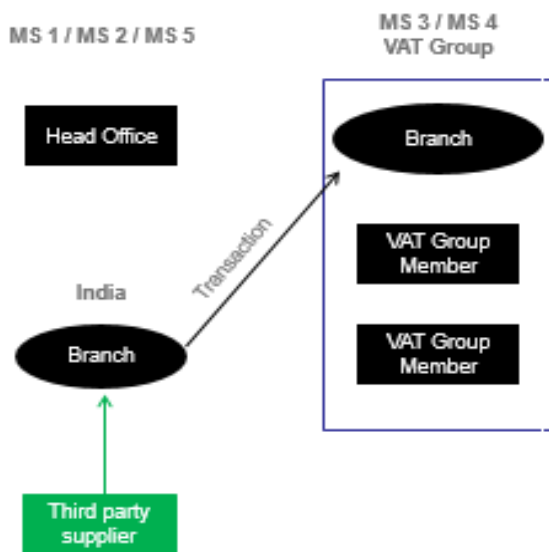 MS 1 / MS 2 / MS 5
MS 3 / MS 4
VAT Group
Head Office
Branch
Transaction
VAT Group
Member
India
Branch
VAT Group
Member
Third party
supplier